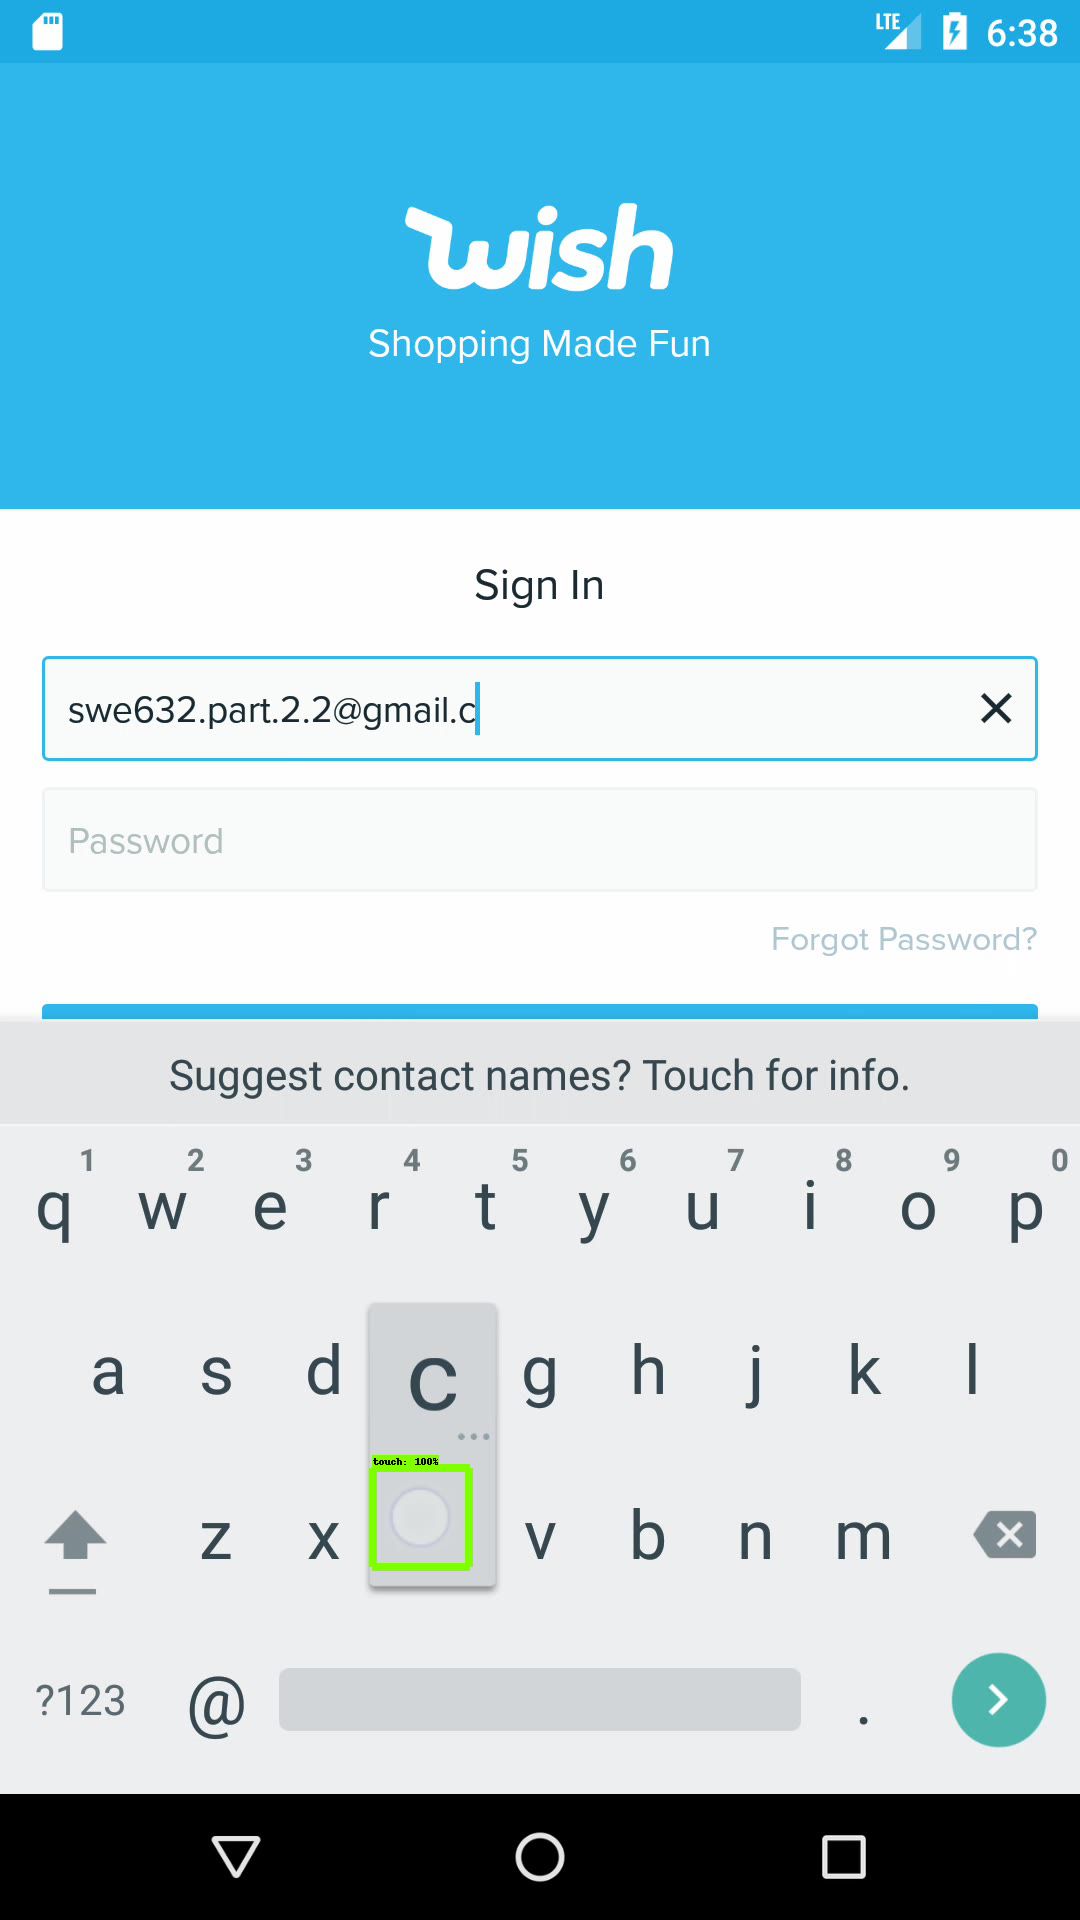 LTE 6:38
wish
Shopping Made Fun
Sign In
swe632.part.2.2@gmail.c
Password
Forgot Password?
Suggest contact names? Touch for info.
1 2 3 4 5 6 7 8 9 0
q w e r t y u i o p
a s d c g h j k l
touch: 100%
z x v b n m
?123 @ .